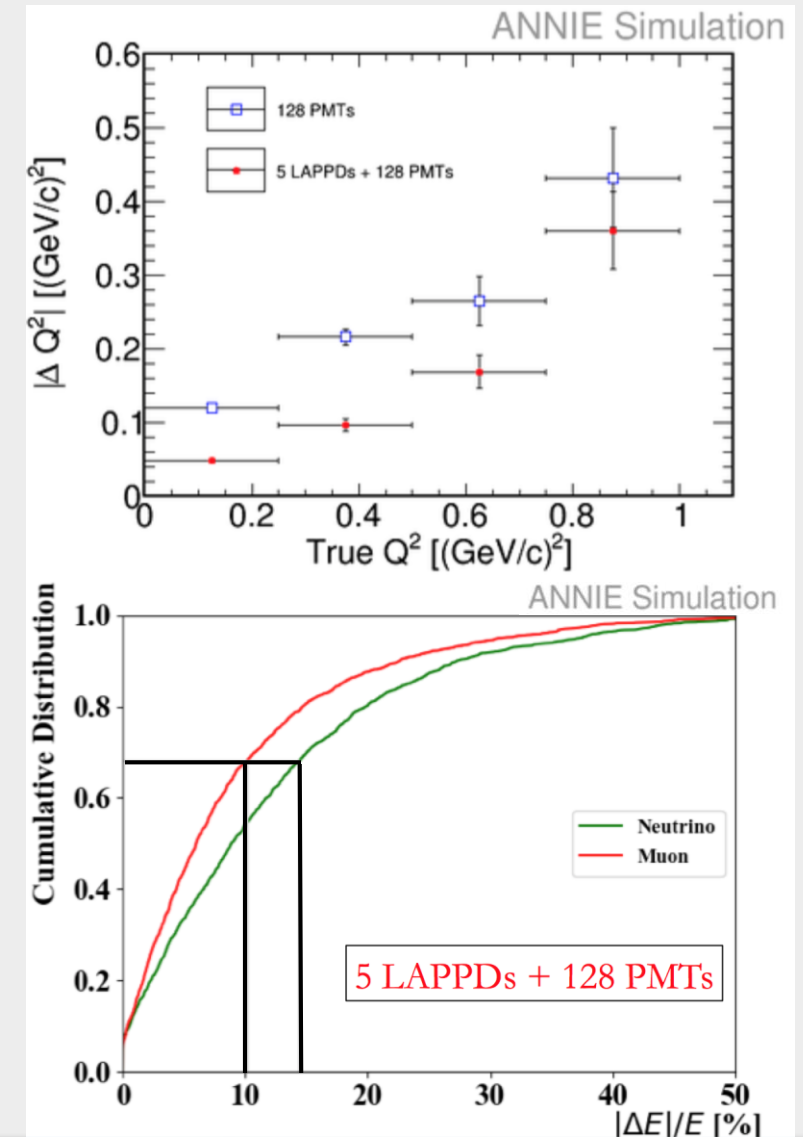 ANNIE Simulation
0.6
0.5
0.4
0.3
0.2
0.1
0
|Δ Q²| [(GeV/c)²]
128 PMTs
5 LAPPDs + 128 PMTs
0 0.2 0.4 0.6 0.8 1
True Q² [(GeV/c)²]
ANNIE Simulation
Cumulative Distribution
1.0
0.8
0.6
0.4
0.2
0.0
Neutrino
Muon
5 LAPPDs + 128 PMTs
0 10 20 30 40 50
|ΔE|/E [%]